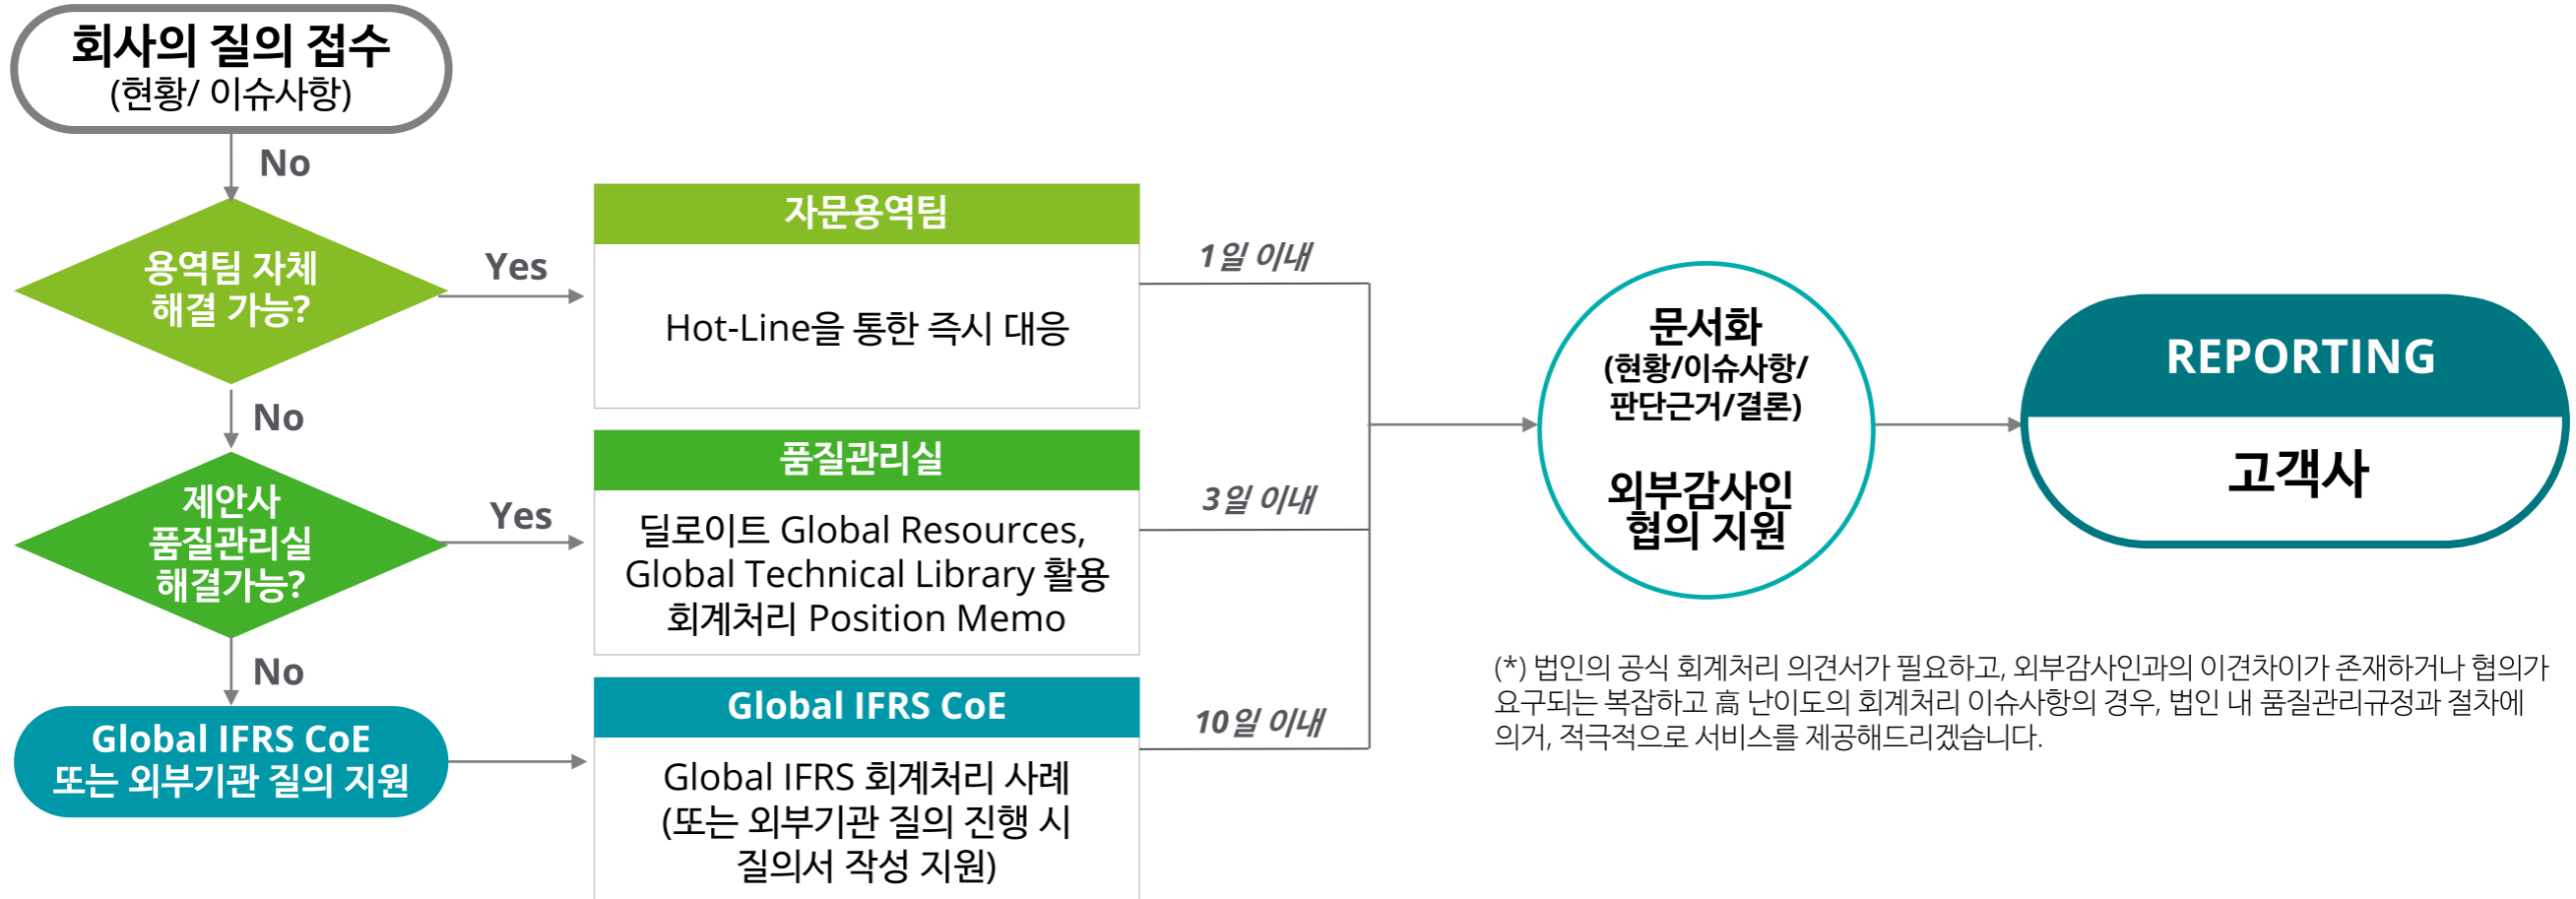 회사의 질의 접수
(현황/ 이슈사항)
No
용역팀 자체
해결 가능?
Yes
자문용역팀
Hot-Line을 통한 즉시 대응
1일 이내
No
제안사
품질관리실
해결가능?
Yes
품질관리실
딜로이트 Global Resources,
Global Technical Library 활용
회계처리 Position Memo
3일 이내
No
Global IFRS CoE
또는 외부기관 질의 지원
Global IFRS CoE
Global IFRS 회계처리 사례
(또는 외부기관 질의 진행 시
질의서 작성 지원)
10일 이내
문서화
(현황/이슈사항/
판단근거/결론)
외부감사인
협의 지원
REPORTING
고객사
(*) 법인의 공식 회계처리 의견서가 필요하고, 외부감사인과의 이견차이가 존재하거나 협의가
요구되는 복잡하고 高 난이도의 회계처리 이슈사항의 경우, 법인 내 품질관리규정과 절차에
의거, 적극적으로 서비스를 제공해드리겠습니다.